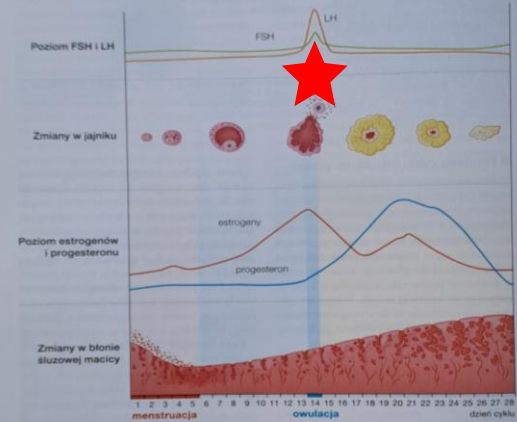 LH
FSH
Poziom FSH i LH
Zmiany w jajniku
estrogeny
Poziom estrogenów
i progesteronu
progesteron
Zmiany w błonie
śluzowej macicy
1 2 3 4 5 6 7 8 9 10 11 12 13 14 15 16 17 18 19 20 21 22 23 24 25 26 27 28
menstruacja owulacja dzień cyklu